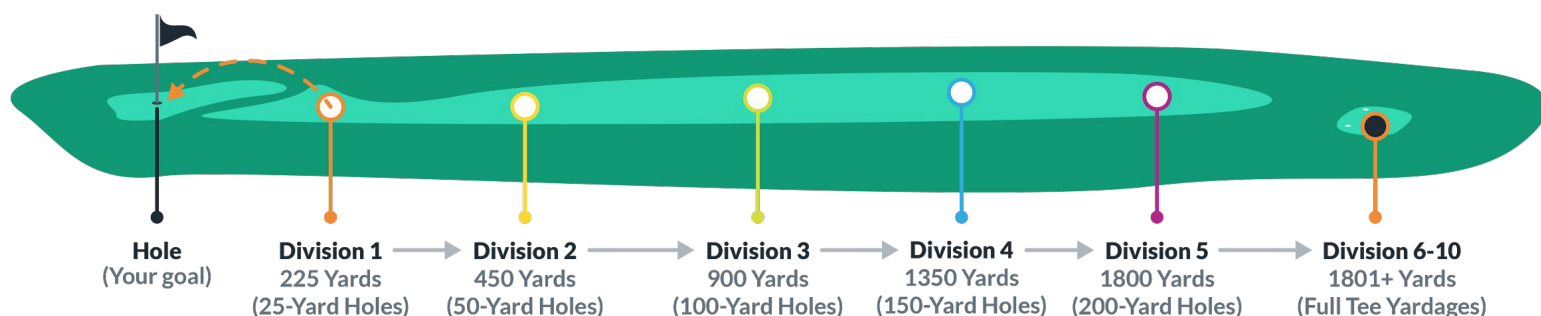 Hole
(Your goal)
Division 1
225 Yards
(25-Yard Holes)
Division 2
450 Yards
(50-Yard Holes)
Division 3
900 Yards
(100-Yard Holes)
Division 4
1350 Yards
(150-Yard Holes)
Division 5
1800 Yards
(200-Yard Holes)
Division 6-10
1801+ Yards
(Full Tee Yardages)